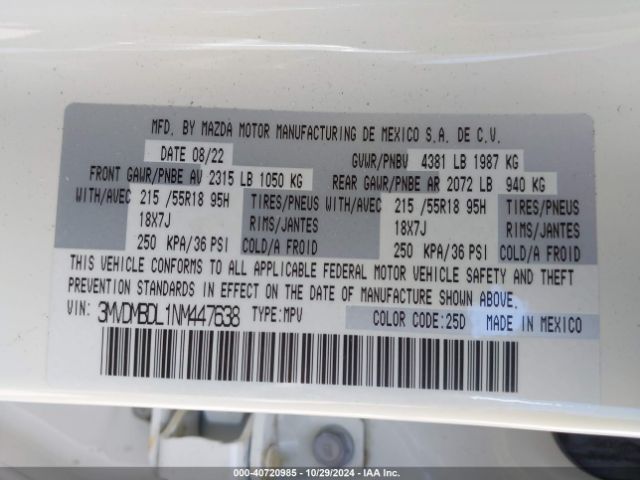 MFD. BY MAZDA MOTOR MANUFACTURING DE MEXICO S.A. DE C.V.
DATE 08/22 GVWR/PNBV 4381 LB 1987 KG
FRONT GAWR/PNBE AV 2315 LB 1050 KG REAR GAWR/PNBE AR 2072 LB 940 KG
WITH/AVEC 215 /55R18 95H TIRES/PNEUS WITH/AVEC 215 /55R18 95H TIRES/PNEUS
18X7J RIMS/JANTES 18X7J RIMS/JANTES
250 KPA/36 PSI COLD/A FROID 250 KPA/36 PSI COLD/A FROID
THIS VEHICLE CONFORMS TO ALL APPLICABLE FEDERAL MOTOR VEHICLE SAFETY AND THEFT
PREVENTION STANDARDS IN EFFECT ON THE DATE OF MANUFACTURE SHOWN ABOVE.
VIN: 3MVDMBDL1NM447638 TYPE:MPV COLOR CODE:25D MADE IN MEXICO
000-40720985 - 10/29/2024 - IAA Inc.